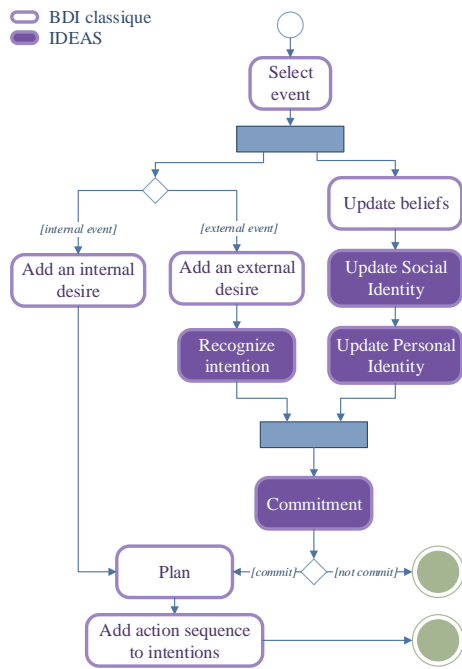 BDI classique
IDEAS
Select
event
Update beliefs
[internal event]
[external event]
Add an internal
desire
Add an external
desire
Update Social
Identity
Recognize
intention
Update Personal
Identity
Commitment
Plan
[commit]
[not commit]
Add action sequence
to intentions